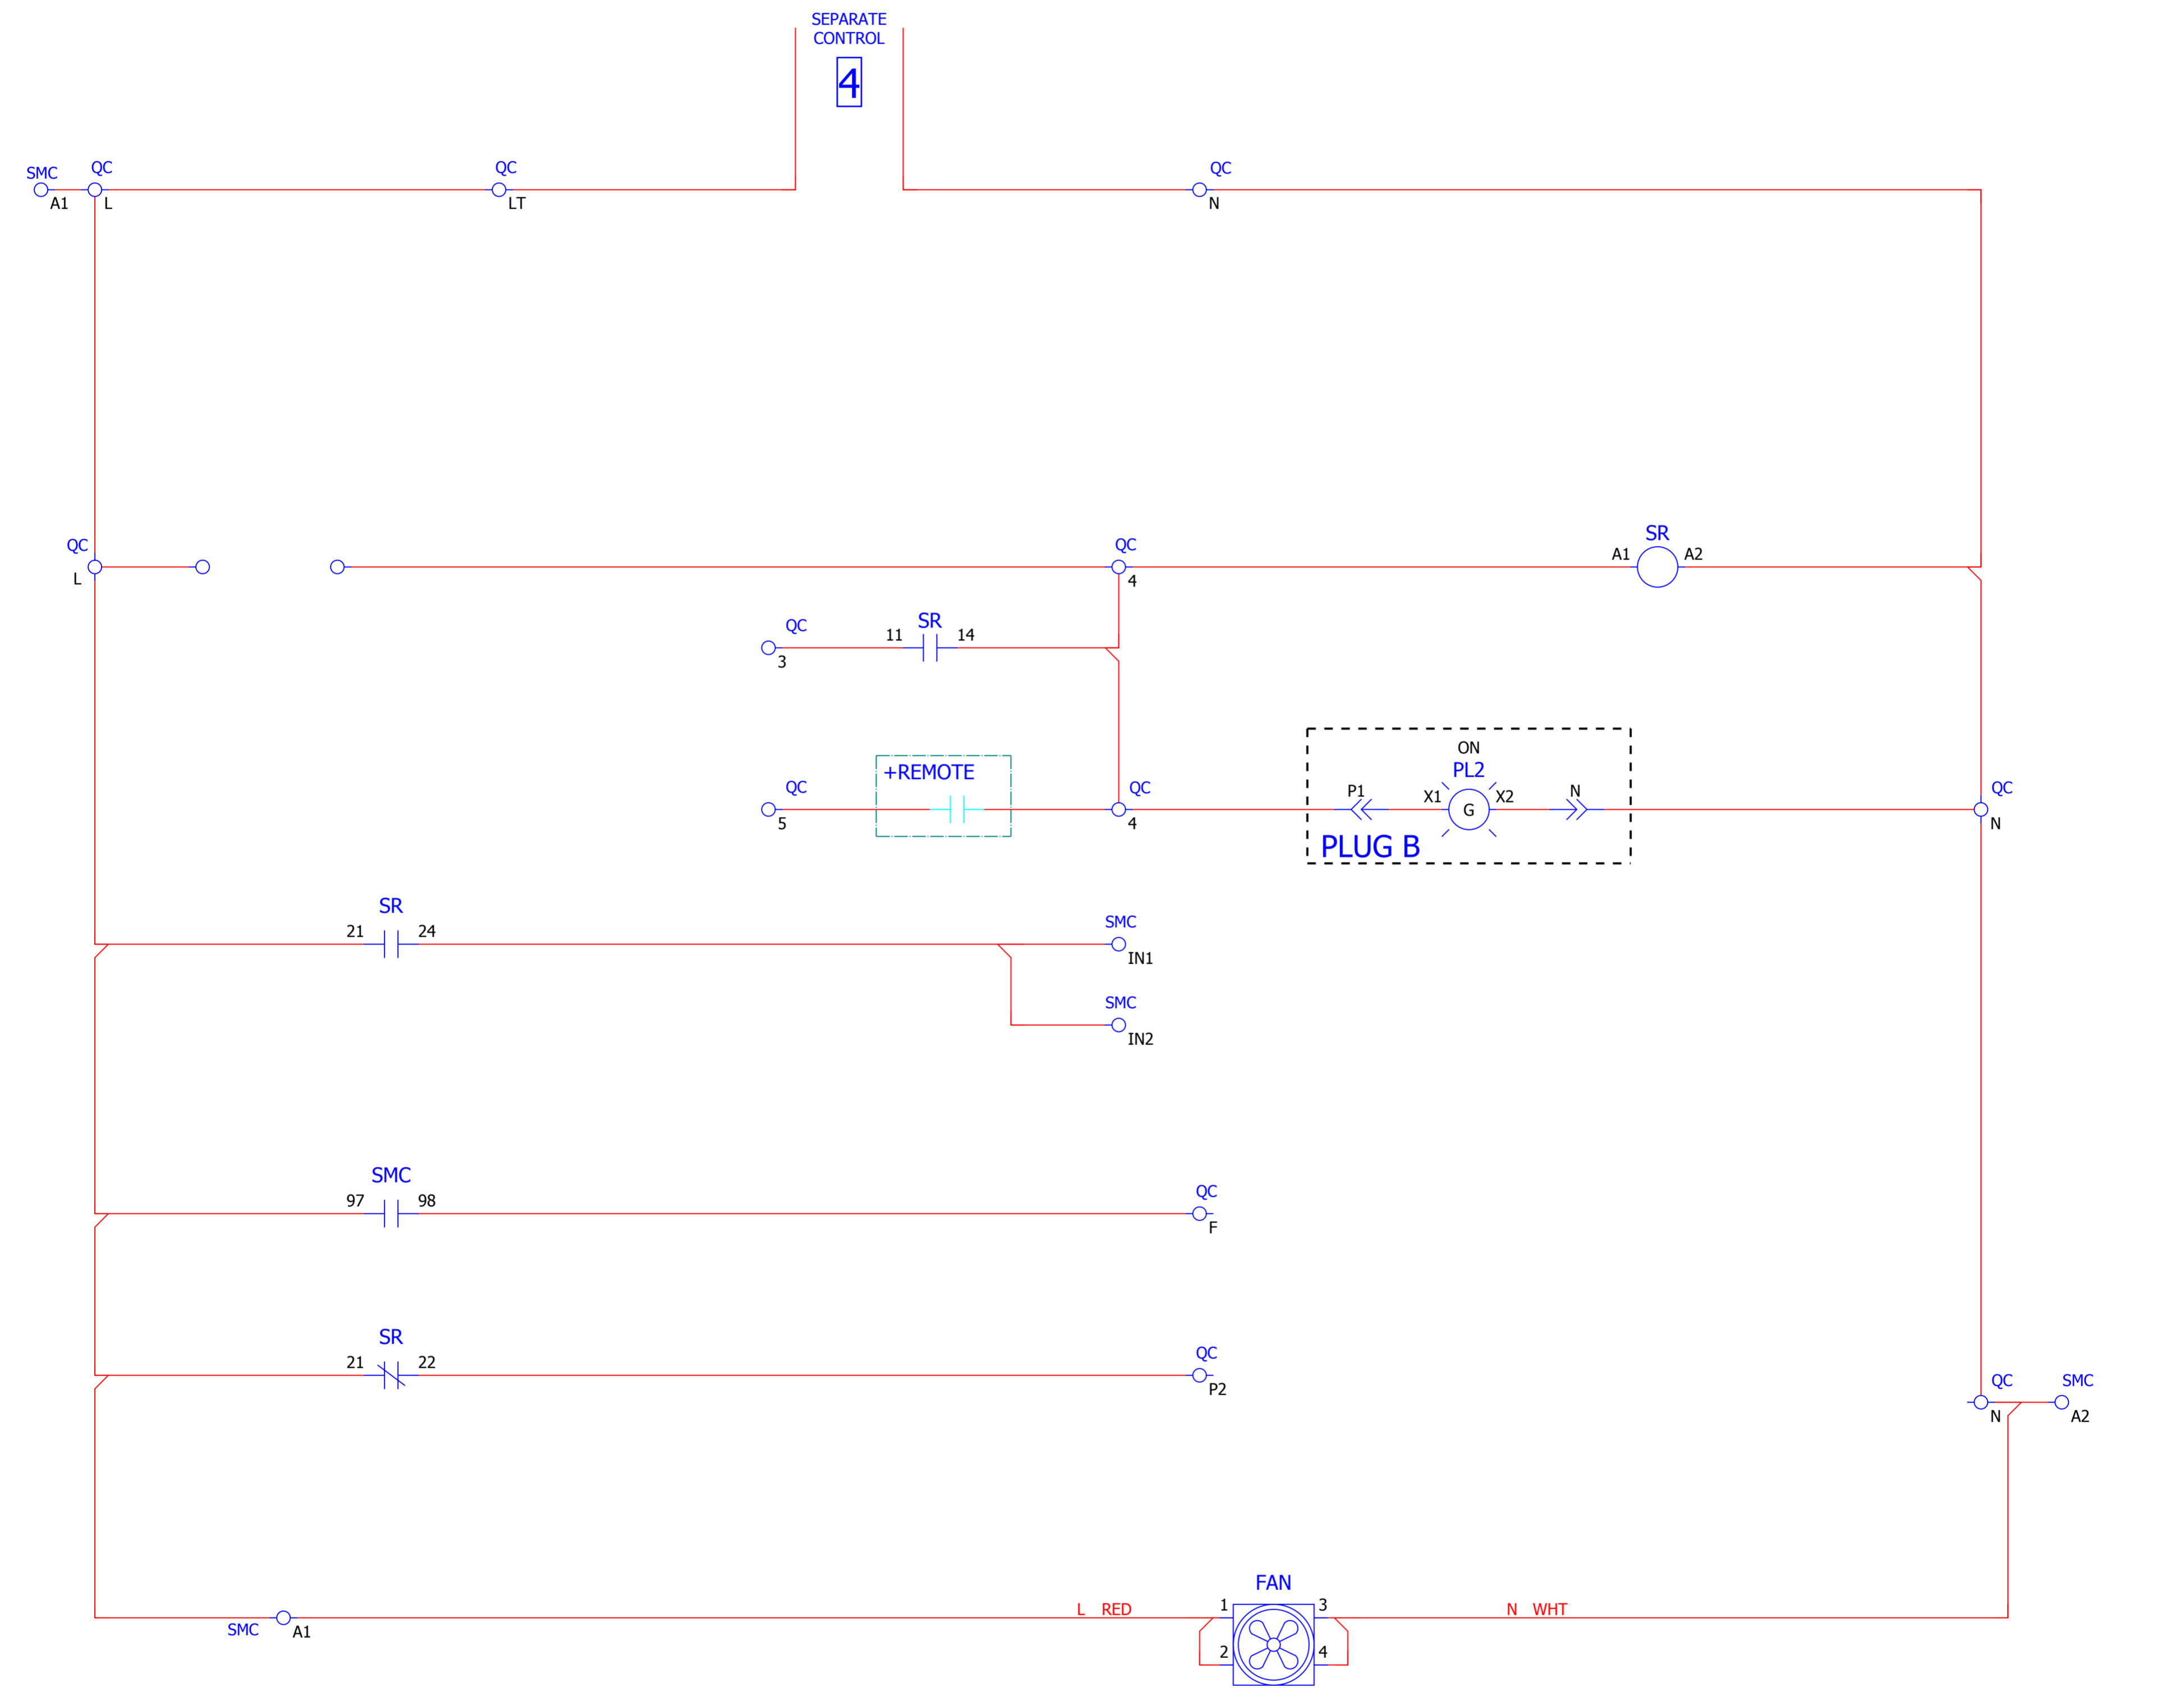 SEPARATE
CONTROL
4
SMC
A1
QC
L
QC
LT
QC
N
QC
L
QC
4
SR
A1
A2
QC
3
SR
11
14
QC
5
+REMOTE
QC
4
ON
PL2
P1
X1
G
X2
N
PLUG B
QC
N
SR
21
24
SMC
IN1
SMC
IN2
SMC
97
98
QC
F
SR
21
22
QC
P2
QC
N
SMC
A2
SMC
A1
L RED
FAN
1
2
3
4
N WHT